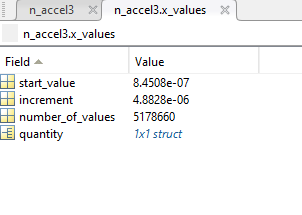 n_accel3 × n_accel3.x_values ×
n_accel3.x_values
Field Value
start_value 8.4508e-07
increment 4.8828e-06
number_of_values 5178660
quantity 1x1 struct